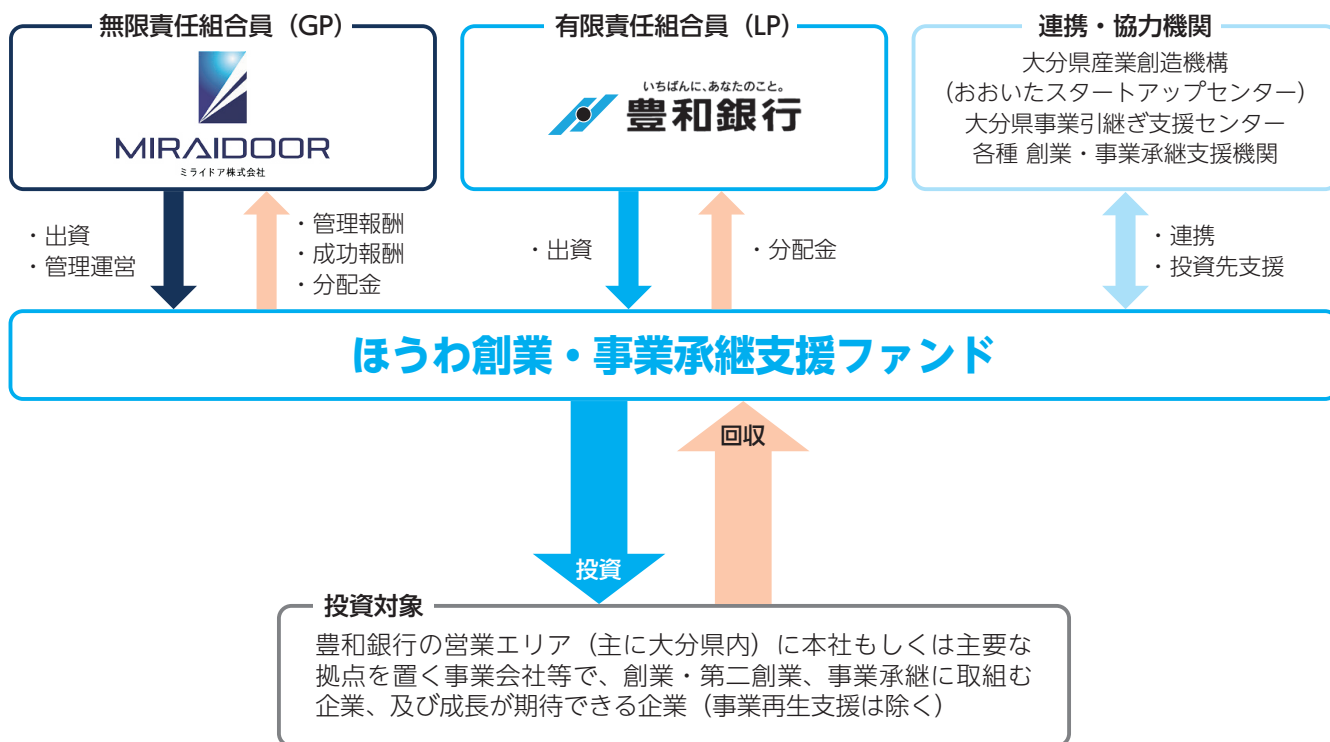 無限責任組合員（GP）
MIRAIDOOR
ミライドア株式会社
有限責任組合員（LP）
いちばんに、あなたのこと。
豊和銀行
連携・協力機関
大分県産業創造機構
（おおいたスタートアップセンター）
大分県事業引継ぎ支援センター
各種 創業・事業承継支援機関
・出資
・管理運営
・管理報酬
・成功報酬
・分配金
・出資
・分配金
・連携
・投資先支援
ほうわ創業・事業承継支援ファンド
回収
投資
投資対象
豊和銀行の営業エリア（主に大分県内）に本社もしくは主要な
拠点を置く事業会社等で、創業・第二創業、事業承継に取組む
企業、及び成長が期待できる企業（事業再生支援は除く）